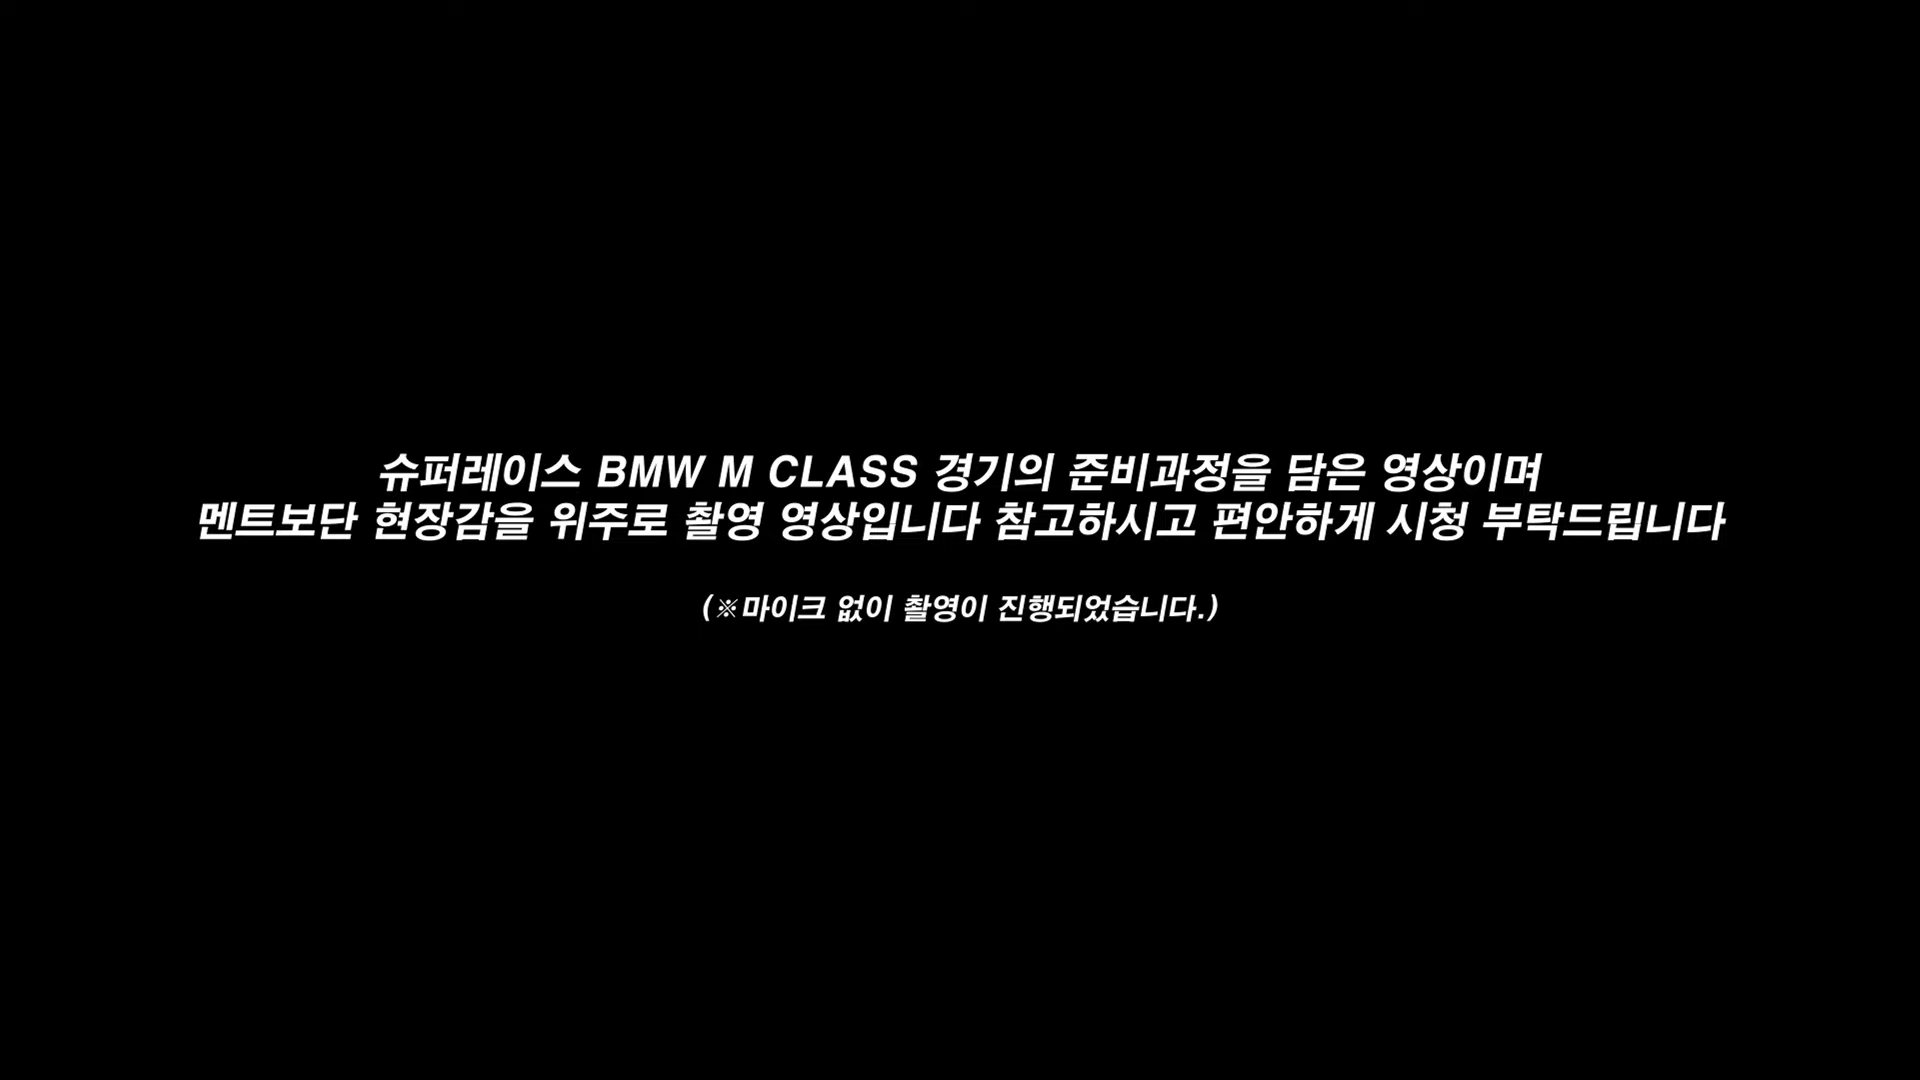 슈퍼레이스 BMW M CLASS 경기의 준비과정을 담은 영상이며
멘트보단 현장감을 위주로 촬영 영상입니다 참고하시고 편안하게 시청 부탁드립니다
(※마이크 없이 촬영이 진행되었습니다.)